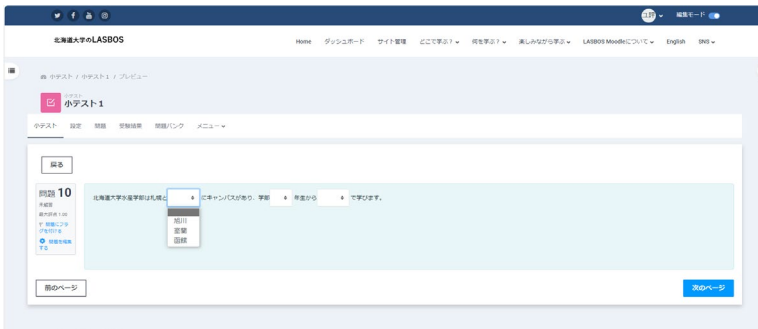 編集モード
北海道大学のLASBOS
Home ダッシュボード サイト管理 どこで学ぶ? 何を学ぶ? 楽しみながら学ぶ LASBOS Moodleについて English SNS
小テスト / 小テスト1 / プレビュー
小テスト
小テスト1
小テスト 設定 問題 受験結果 問題バンク メニュー
戻る
問題 10
未解答
最大評点 1.00
問題にフラグを付ける
問題を編集する
北海道大学水産学部は札幌と にキャンパスがあり、学部 年生から で学びます。
旭川
室蘭
函館
前のページ
次のページ